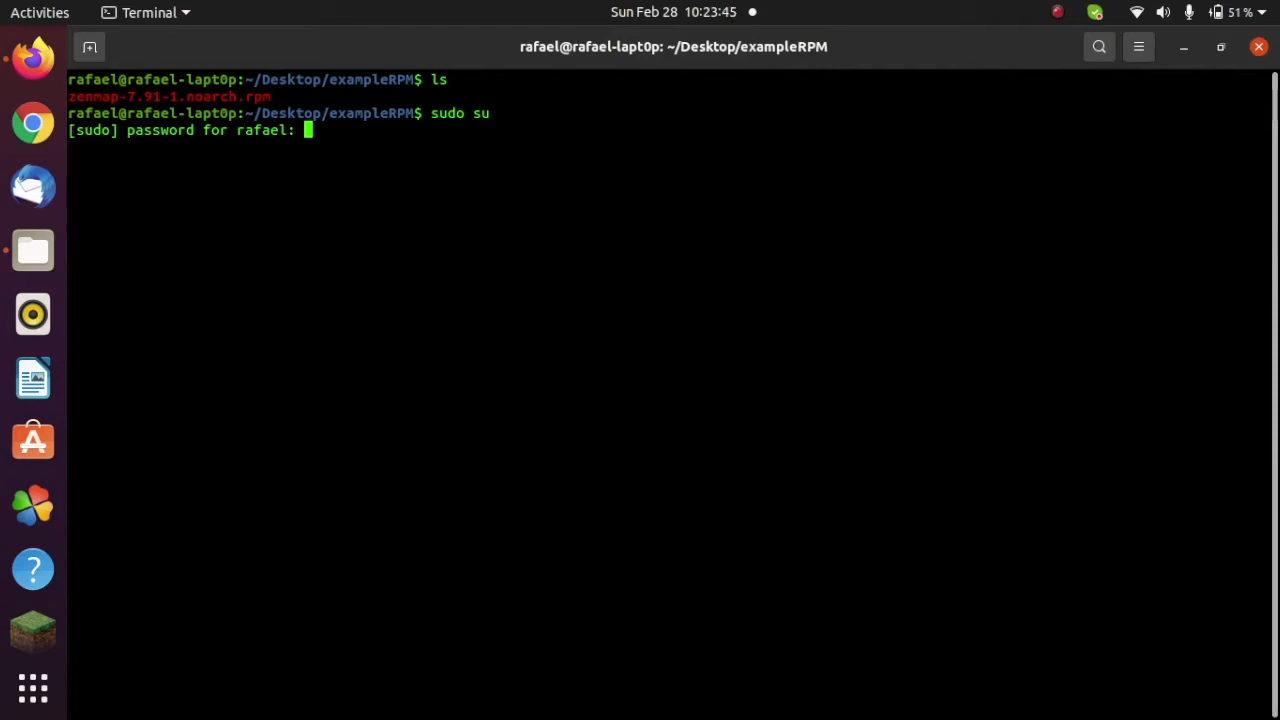 Activities Terminal Sun Feb 28 10:23:45 51%
rafael@rafael-lapt0p: ~/Desktop/exampleRPM
rafael@rafael-lapt0p:~/Desktop/exampleRPM$ ls
zenmap-7.91-1.noarch.rpm
rafael@rafael-lapt0p:~/Desktop/exampleRPM$ sudo su
[sudo] password for rafael: